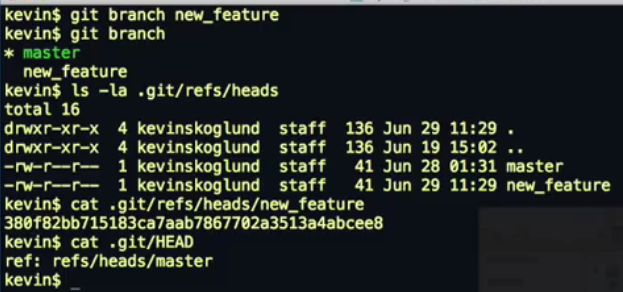 kevin$ git branch new_feature
kevin$ git branch
* master
  new_feature
kevin$ ls -la .git/refs/heads
total 16
drwxr-xr-x  4 kevinskoglund  staff  136 Jun 29 11:29 .
drwxr-xr-x  4 kevinskoglund  staff  136 Jun 19 15:02 ..
-rw-r--r--  1 kevinskoglund  staff   41 Jun 28 01:31 master
-rw-r--r--  1 kevinskoglund  staff   41 Jun 29 11:29 new_feature
kevin$ cat .git/refs/heads/new_feature
380f82bb715183ca7aab7867702a3513a4abcee8
kevin$ cat .git/HEAD
ref: refs/heads/master
kevin$ _